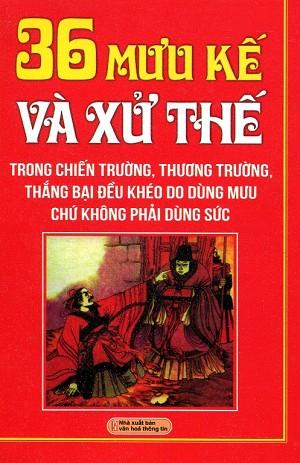 36 MƯU KẾ
VÀ XỬ THẾ
TRONG CHIẾN TRƯỜNG, THƯƠNG TRƯỜNG,
THẮNG BẠI ĐỀU KHÉO DO DÙNG MƯU
CHỨ KHÔNG PHẢI DÙNG SỨC
Nhà xuất bản
văn hoá thông tin